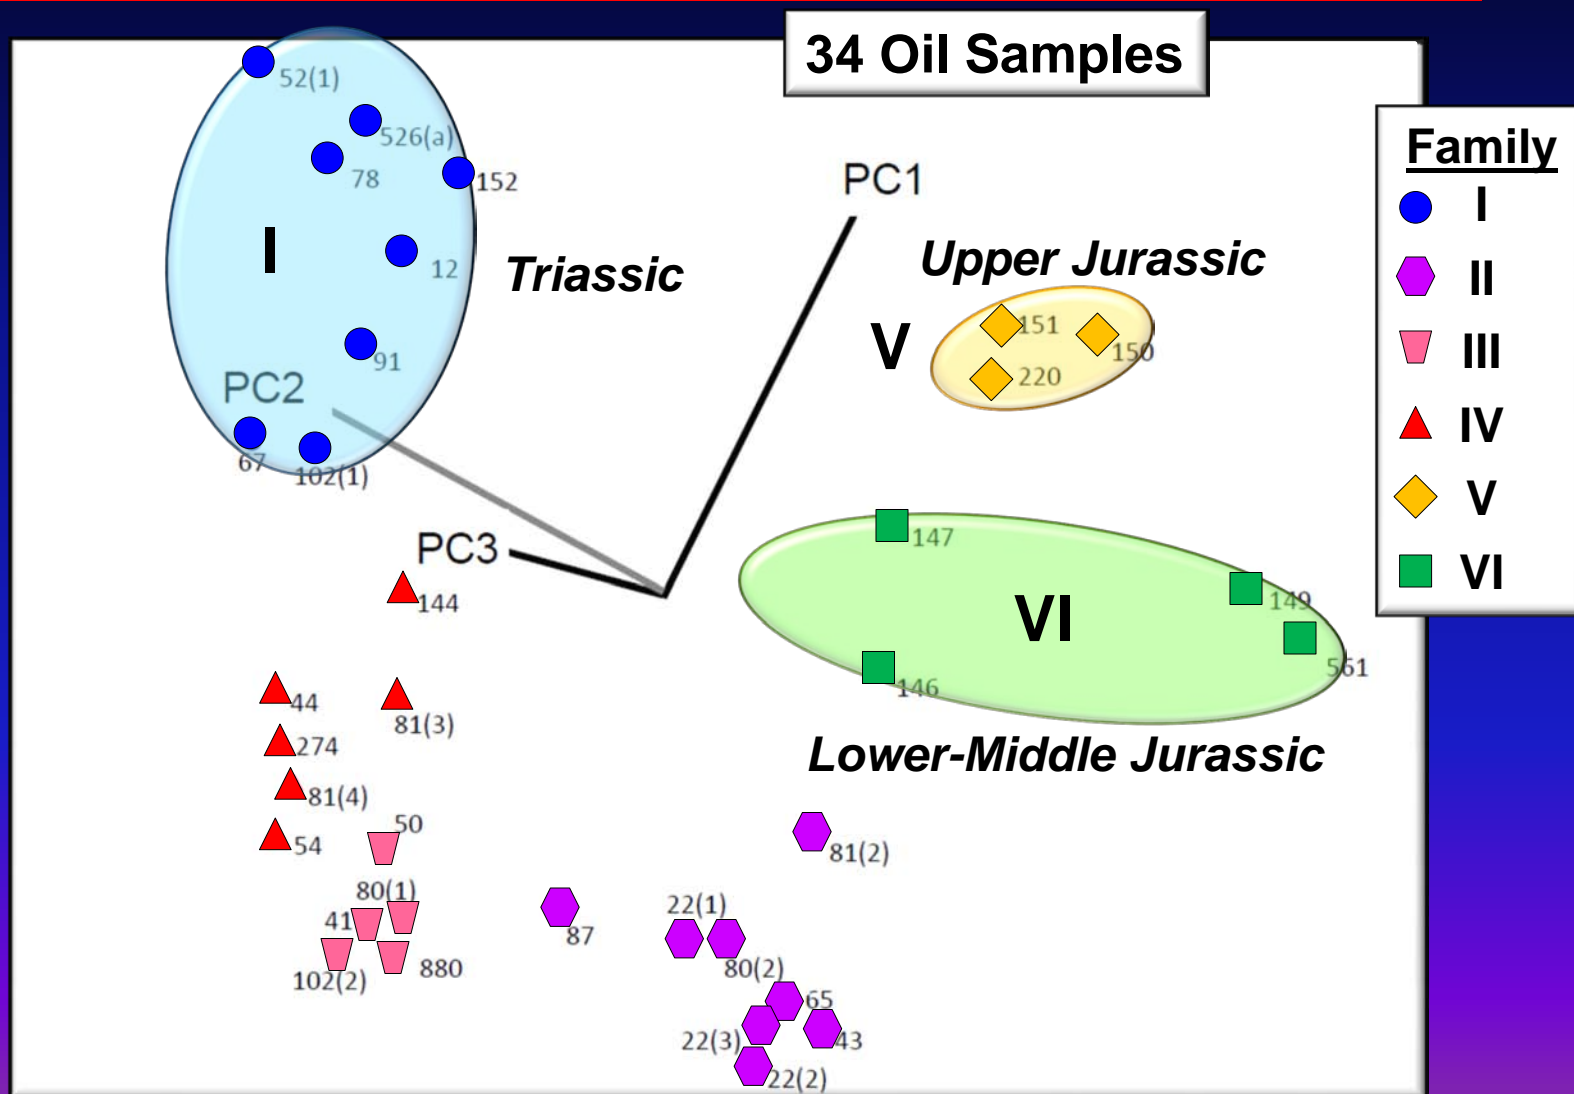 34 Oil Samples
52(1)
526(a)
78
152
I
12
Triassic
91
PC2
67
102(1)
PC1
PC3
Upper Jurassic
V
151
150
220
Family
I
II
III
IV
V
VI
147
149
VI
561
146
Lower-Middle Jurassic
144
44
81(3)
274
81(4)
54
50
80(1)
41
102(2)
880
87
81(2)
22(1)
80(2)
65
22(3)
43
22(2)